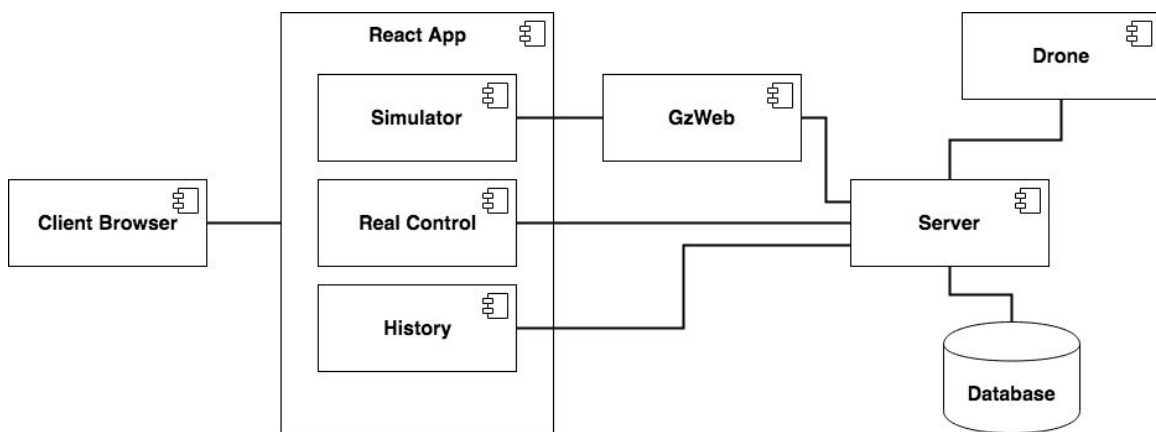 React App
Drone
Simulator
GzWeb
Client Browser
Real Control
Server
History
Database